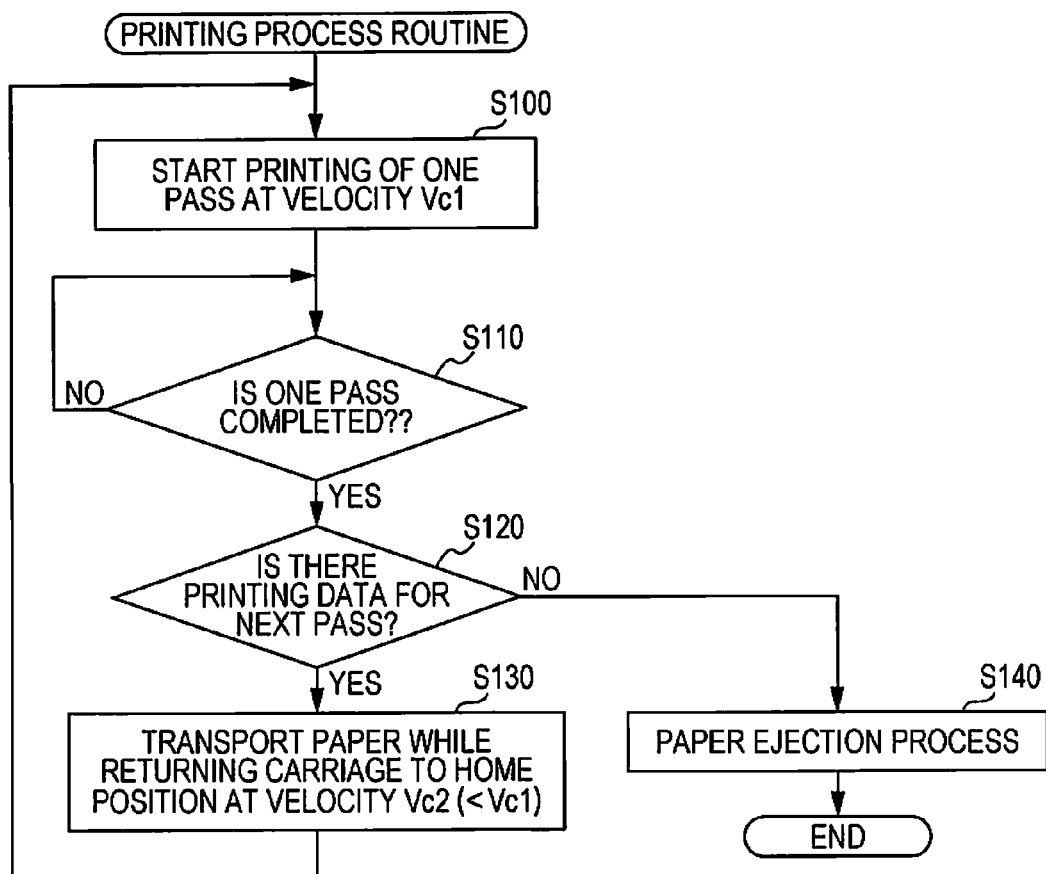 PRINTING PROCESS ROUTINE
S100
START PRINTING OF ONE
PASS AT VELOCITY Vc1
S110
NO
IS ONE PASS
COMPLETED??
YES
S120
IS THERE
PRINTING DATA FOR
NEXT PASS?
NO
YES
S130
TRANSPORT PAPER WHILE
RETURNING CARRIAGE TO HOME
POSITION AT VELOCITY Vc2 (< Vc1)
S140
PAPER EJECTION PROCESS
END